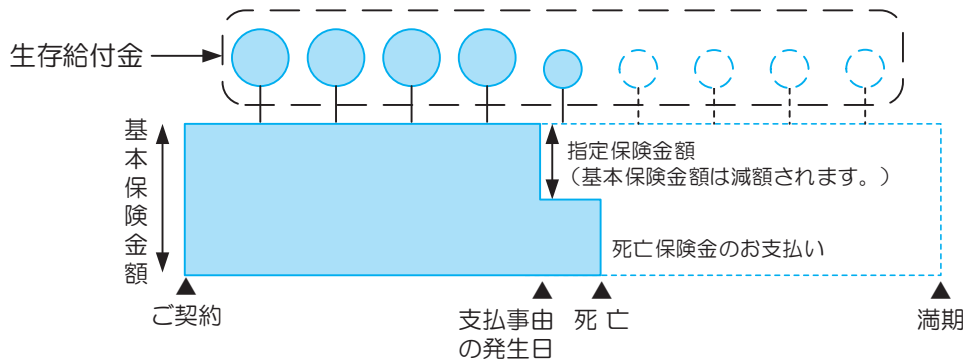 生存給付金
基本保険金額
指定保険金額
（基本保険金額は減額されます。）
死亡保険金のお支払い
ご契約
支払事由
の発生日
死 亡
満期